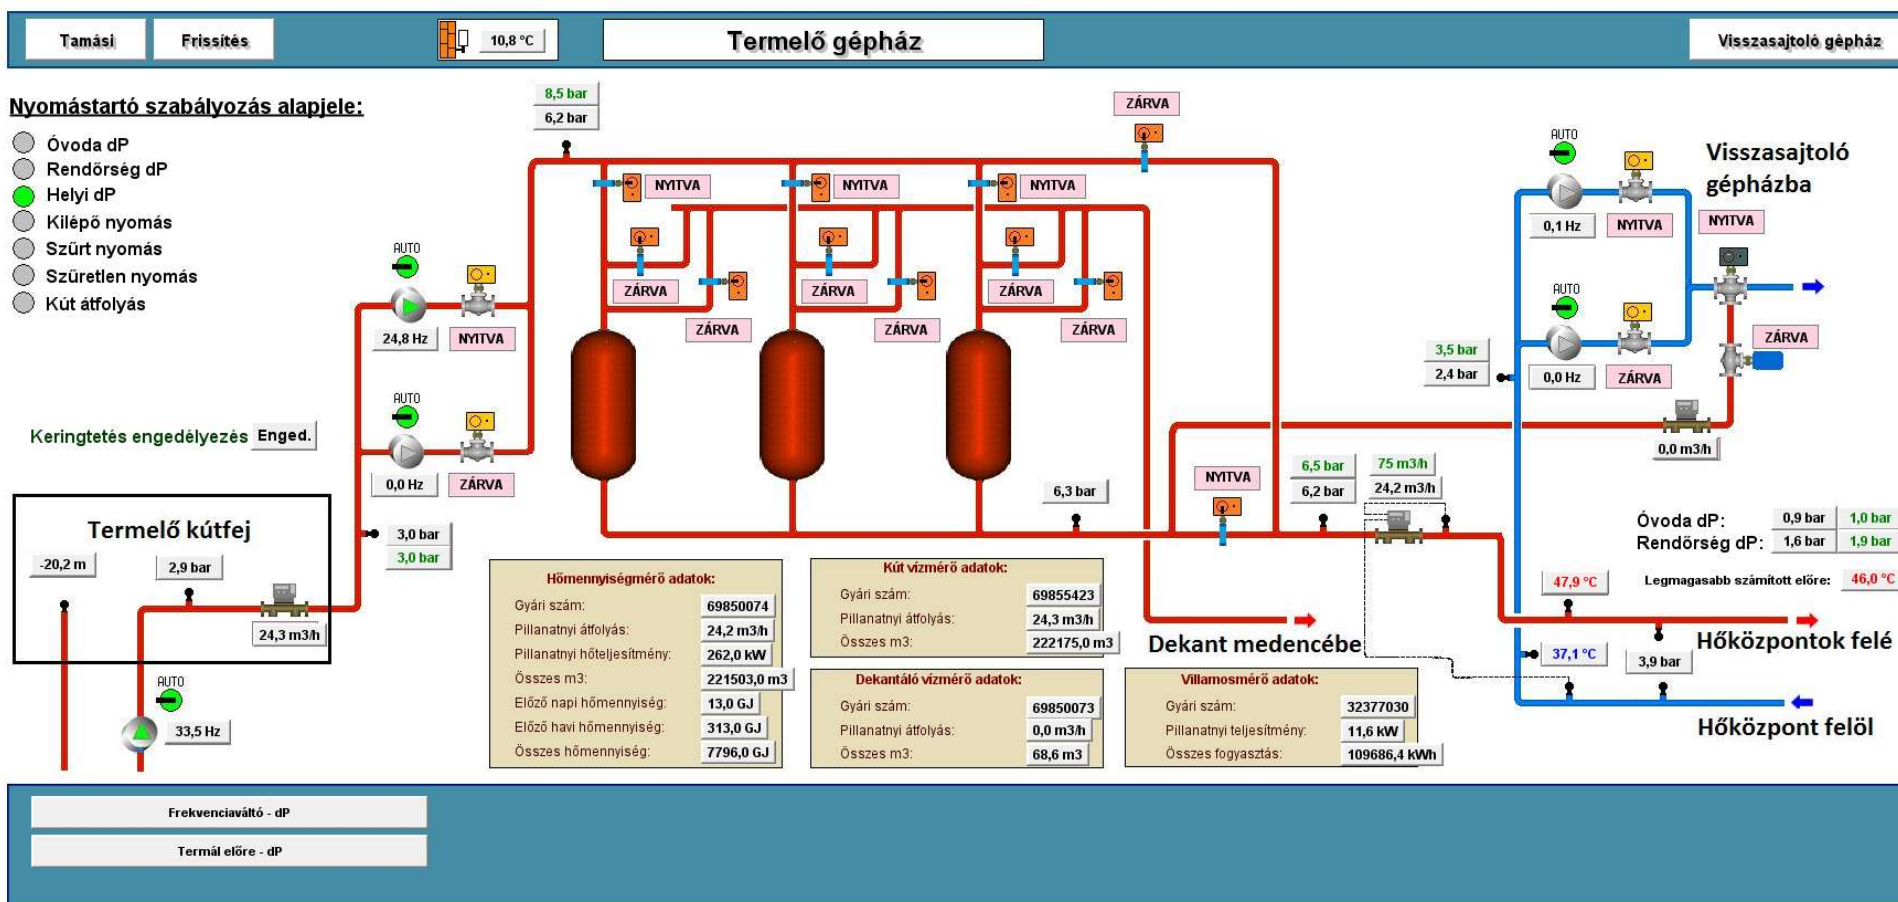 Tamási
Frissítés
10,8 °C
Termelő gépház
Visszasajtoló gépház
Nyomástartó szabályozás alapjele:
Óvoda dP
Rendőrség dP
Helyi dP
Kilépő nyomás
Szűrt nyomás
Szűretlen nyomás
Kút átfolyás
8,5 bar
6,2 bar
ZÁRVA
NYITVA
NYITVA
NYITVA
ZÁRVA
ZÁRVA
ZÁRVA
ZÁRVA
ZÁRVA
ZÁRVA
AUTO
24,8 Hz
NYITVA
AUTO
0,0 Hz
ZÁRVA
Keringtetés engedélyezés
Enged.
Termelő kútfej
-20,2 m
2,9 bar
24,3 m3/h
3,0 bar
3,0 bar
AUTO
33,5 Hz
AUTO
0,1 Hz
NYITVA
NYITVA
Visszasajtoló
gépházba
AUTO
0,0 Hz
ZÁRVA
ZÁRVA
3,5 bar
2,4 bar
0,0 m3/h
6,3 bar
NYITVA
6,5 bar
6,2 bar
75 m3/h
24,2 m3/h
Óvoda dP: 0,9 bar 1,0 bar
Rendőrség dP: 1,6 bar 1,9 bar
Legmagasabb számított előre: 46,0 °C
47,9 °C
Hőközpontok felé
37,1 °C
3,9 bar
Hőközpont felöl
Dekant medencébe
Hőmennyiségmérő adatok:
Gyári szám: 69850074
Pillanatnyi átfolyás: 24,2 m3/h
Pillanatnyi hőteljesítmény: 262,0 kW
Összes m3: 221503,0 m3
Előző napi hőmennyiség: 13,0 GJ
Előző havi hőmennyiség: 313,0 GJ
Összes hőmennyiség: 7796,0 GJ
Kút vízmérő adatok:
Gyári szám: 69855423
Pillanatnyi átfolyás: 24,3 m3/h
Összes m3: 222175,0 m3
Dekantáló vízmérő adatok:
Gyári szám: 69850073
Pillanatnyi átfolyás: 0,0 m3/h
Összes m3: 68,6 m3
Villamosmérő adatok:
Gyári szám: 32377030
Pillanatnyi teljesítmény: 11,6 kW
Összes fogyasztás: 109686,4 kWh
Frekvenciaváltó - dP
Termál előre - dP